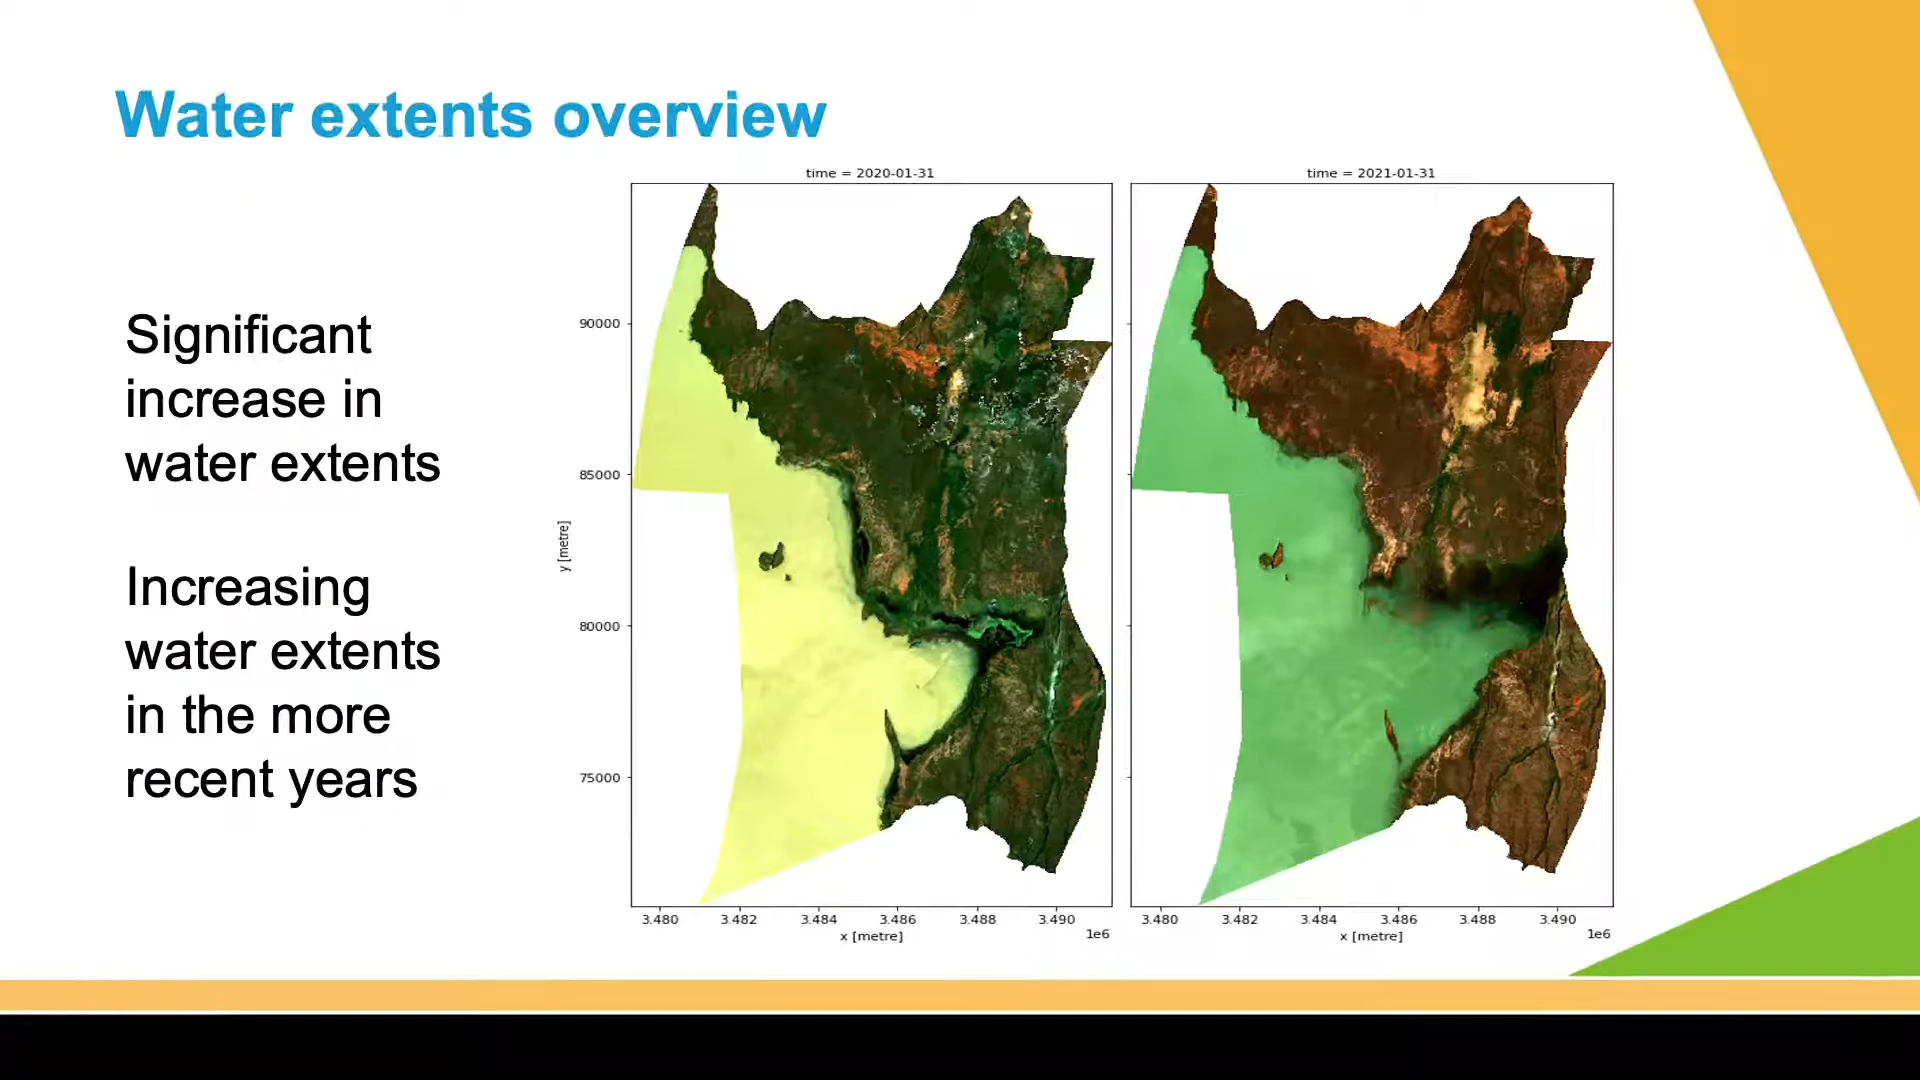 Water extents overview
Significant
increase in
water extents
Increasing
water extents
in the more
recent years
time = 2020-01-31
90000
85000
80000
75000
y [metre]
3.480 3.482 3.484 3.486 3.488 3.490
1e6
x [metre]
time = 2021-01-31
3.480 3.482 3.484 3.486 3.488 3.490
1e6
x [metre]